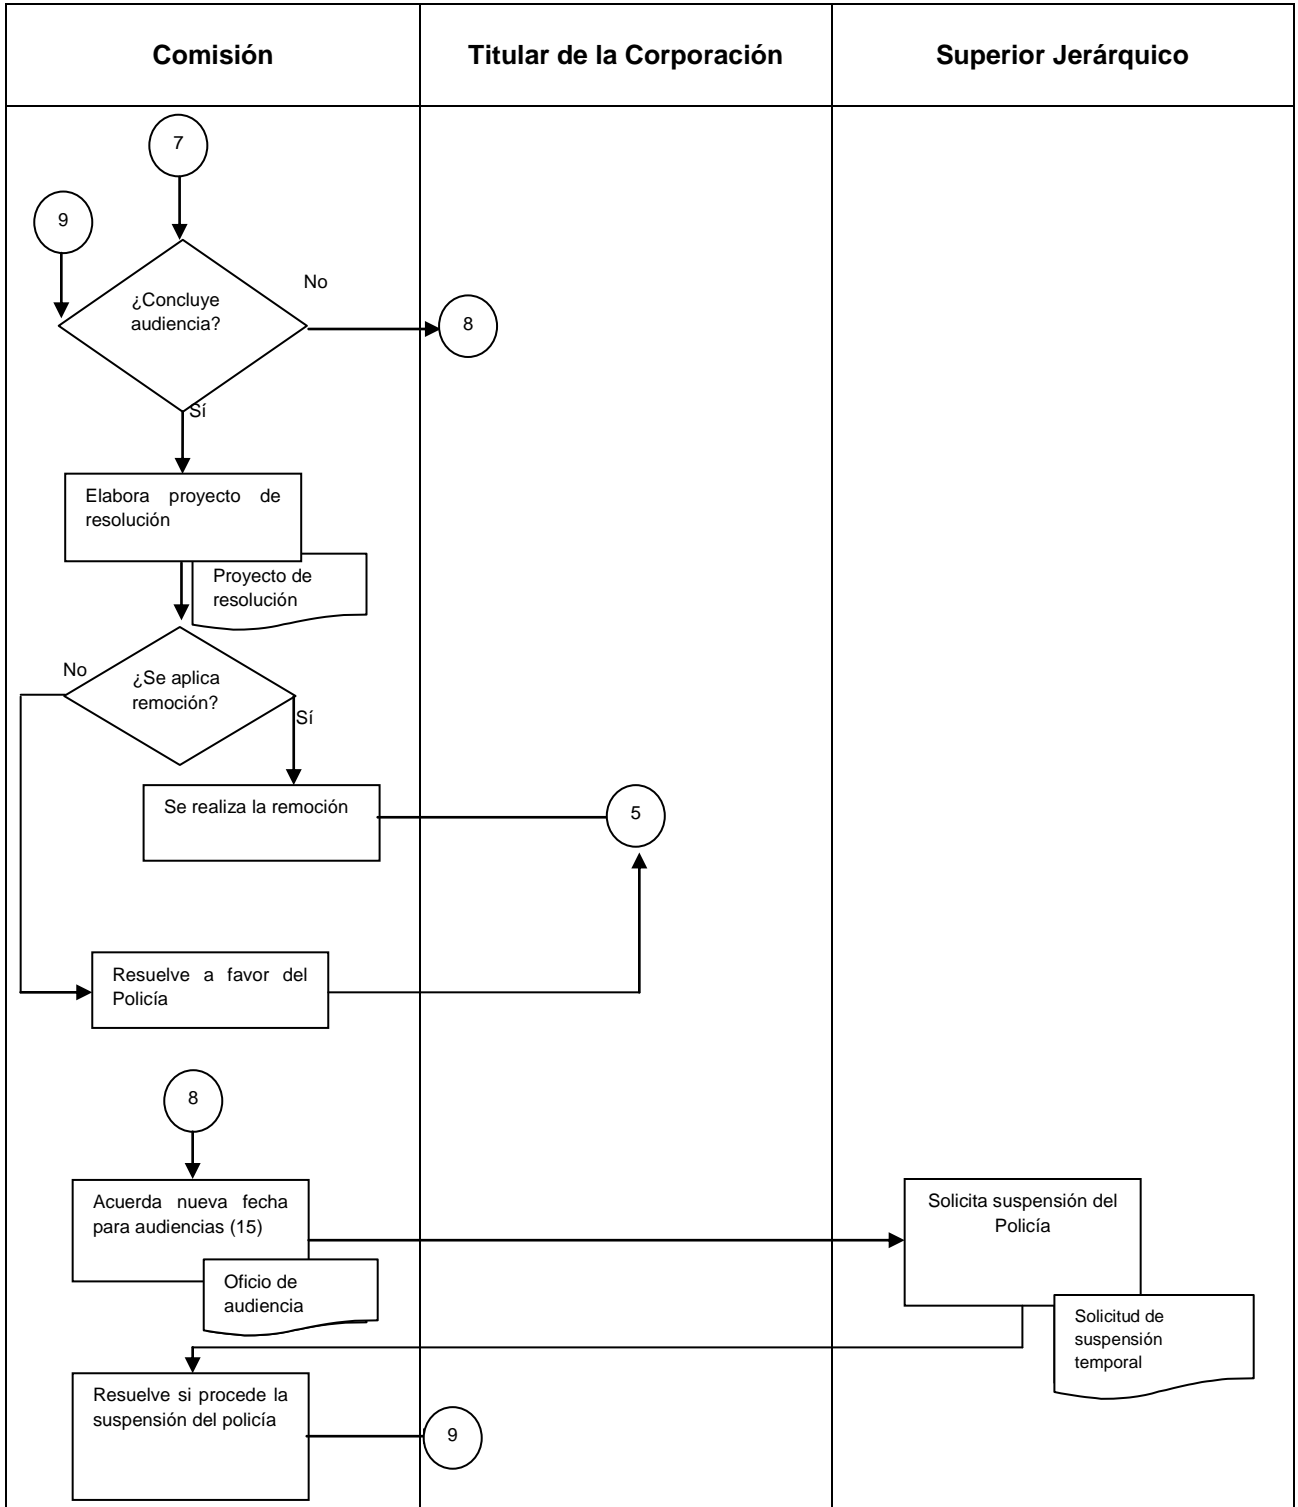 Comisión
Titular de la Corporación
Superior Jerárquico
7
9
¿Concluye
audiencia?
No
8
Sí
Elabora proyecto de
resolución
Proyecto de
resolución
No
¿Se aplica
remoción?
Sí
Se realiza la remoción
5
Resuelve a favor del
Policía
8
Acuerda nueva fecha
para audiencias (15)
Oficio de
audiencia
Solicita suspensión del
Policía
Solicitud de
suspensión
temporal
Resuelve si procede la
suspensión del policía
9